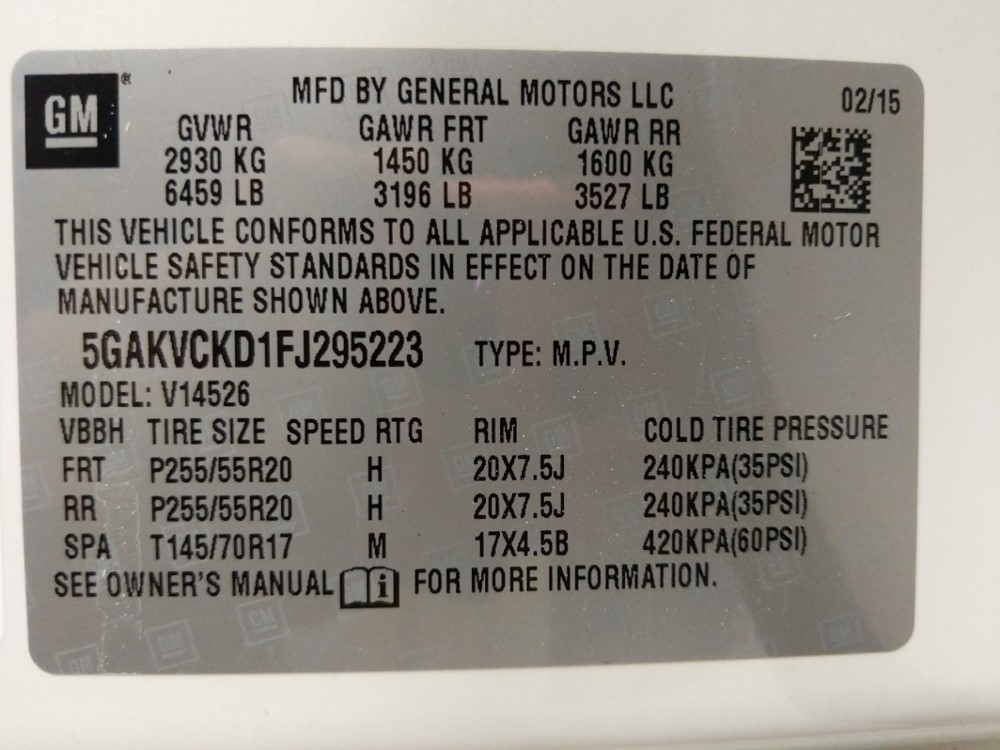 GM®
MFD BY GENERAL MOTORS LLC 02/15
GVWR GAWR FRT GAWR RR
2930 KG 1450 KG 1600 KG
6459 LB 3196 LB 3527 LB
THIS VEHICLE CONFORMS TO ALL APPLICABLE U.S. FEDERAL MOTOR
VEHICLE SAFETY STANDARDS IN EFFECT ON THE DATE OF
MANUFACTURE SHOWN ABOVE.
5GAKVCKD1FJ295223 TYPE: M.P.V.
MODEL: V14526
VBBH TIRE SIZE SPEED RTG RIM COLD TIRE PRESSURE
FRT P255/55R20 H 20X7.5J 240KPA(35PSI)
RR P255/55R20 H 20X7.5J 240KPA(35PSI)
SPA T145/70R17 M 17X4.5B 420KPA(60PSI)
SEE OWNER'S MANUAL i FOR MORE INFORMATION.